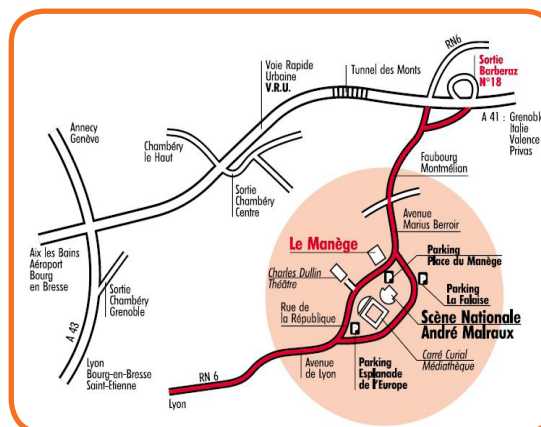 RN6
Sortie
Barberaz
N°18
Voie Rapide
Urbaine
V.R.U.
Tunnel des Monts
A 41 : Grenoble
Italie
Valence
Privas
Annecy
Genève
Chambéry
le Haut
Faubourg
Montmélian
Sortie
Chambéry
Centre
Avenue
Marius Berroir
Le Manège
Parking
Place du Manège
Aix les Bains
Aéroport
Bourg
en Bresse
Charles Dullin
Théâtre
Parking
La Falaise
Sortie
Chambéry
Grenoble
Rue de
la République
Scène Nationale
André Malraux
A 43
Carré Curial
Médiathèque
Lyon
Bourg-en-Bresse
Saint-Etienne
RN 6
Avenue
de Lyon
Parking
Esplanade
de l'Europe
Lyon
P
P
P